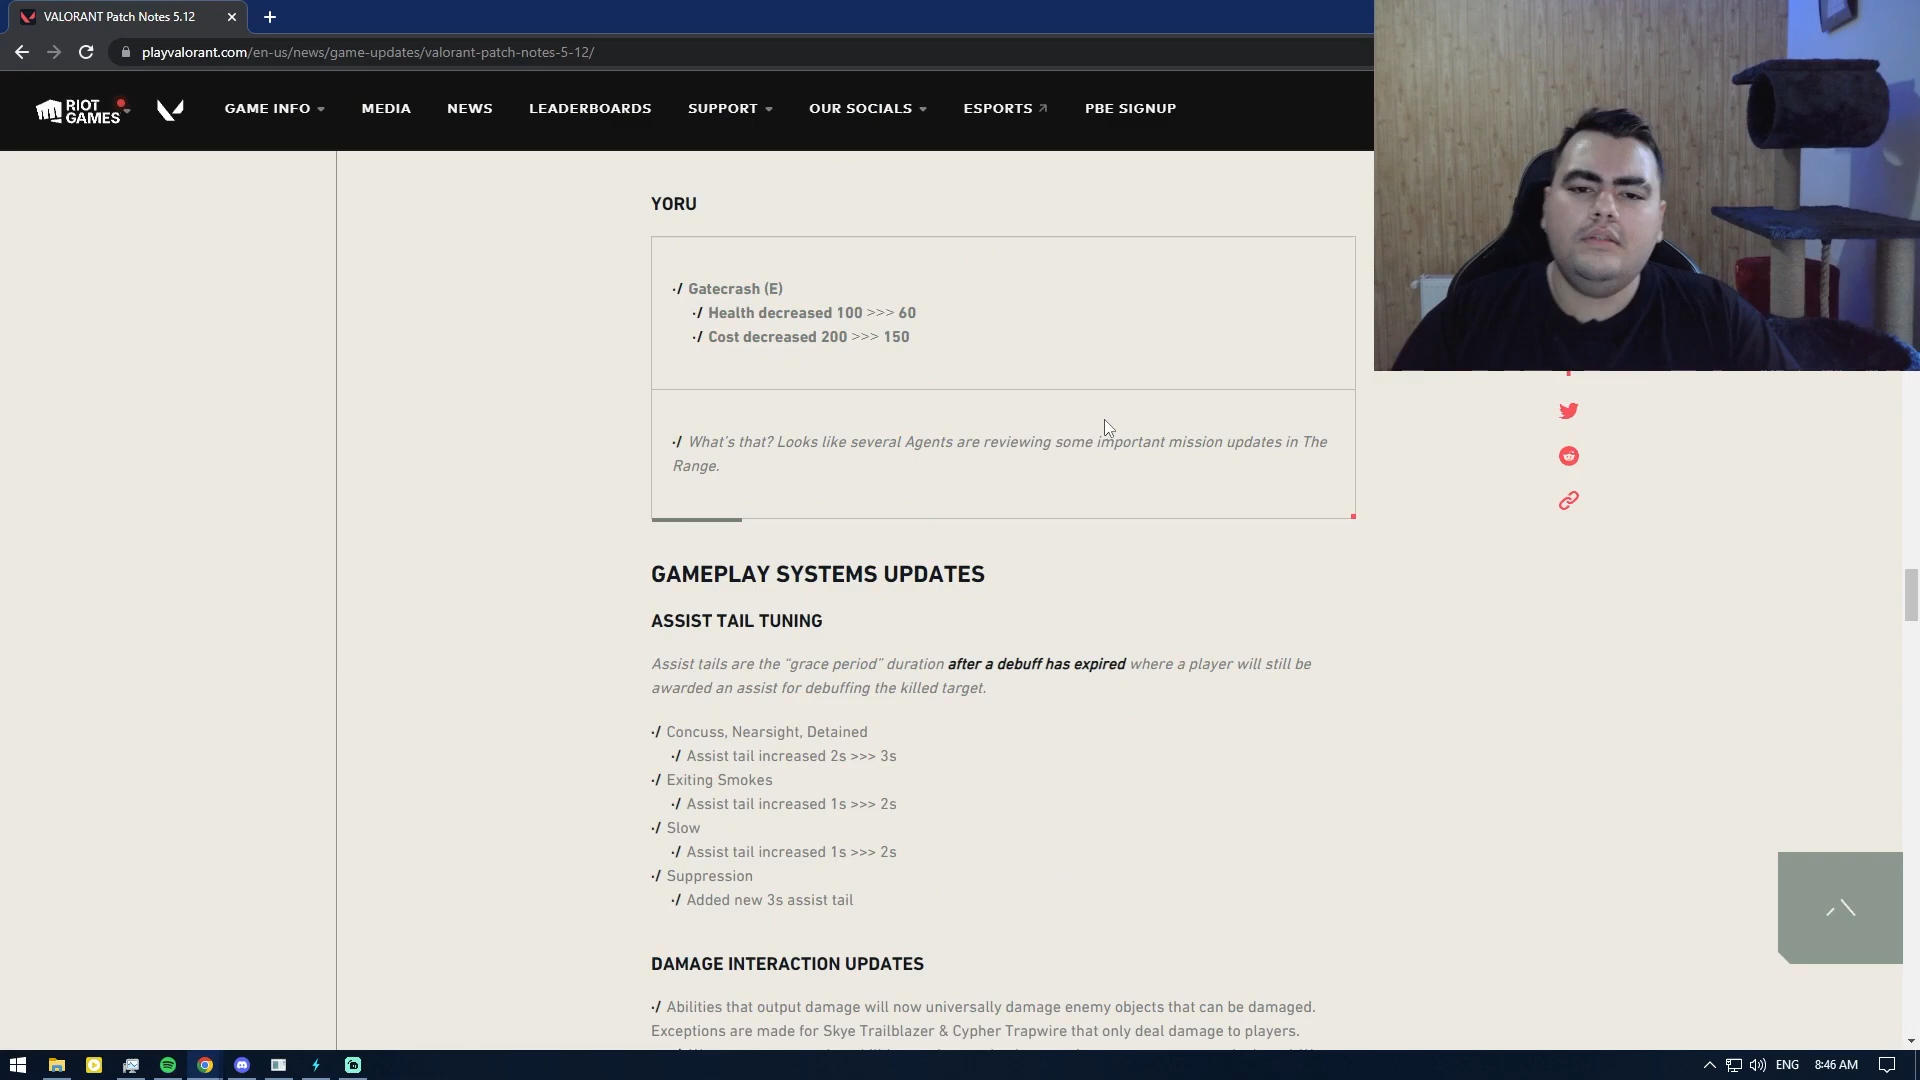 VALORANT Patch Notes 5.12
playvalorant.com/en-us/news/game-updates/valorant-patch-notes-5-12/
RIOT GAMES
GAME INFO
MEDIA
NEWS
LEADERBOARDS
SUPPORT
OUR SOCIALS
ESPORTS
PBE SIGNUP
YORU
·/ Gatecrash (E)
·/ Health decreased 100 >>> 60
·/ Cost decreased 200 >>> 150
·/ What's that? Looks like several Agents are reviewing some important mission updates in The
Range.
GAMEPLAY SYSTEMS UPDATES
ASSIST TAIL TUNING
Assist tails are the “grace period” duration after a debuff has expired where a player will still be
awarded an assist for debuffing the killed target.
·/ Concuss, Nearsight, Detained
·/ Assist tail increased 2s >>> 3s
·/ Exiting Smokes
·/ Assist tail increased 1s >>> 2s
·/ Slow
·/ Assist tail increased 1s >>> 2s
·/ Suppression
·/ Added new 3s assist tail
DAMAGE INTERACTION UPDATES
·/ Abilities that output damage will now universally damage enemy objects that can be damaged.
Exceptions are made for Skye Trailblazer & Cypher Trapwire that only deal damage to players.
ENG
8:46 AM